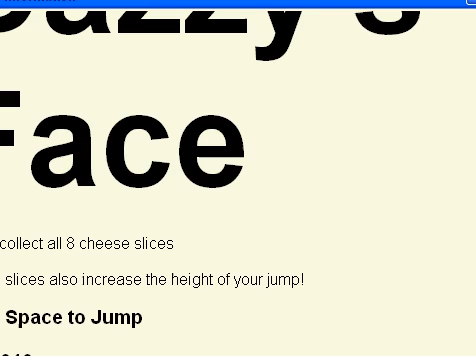 Face
collect all 8 cheese slices
slices also increase the height of your jump!
Space to Jump